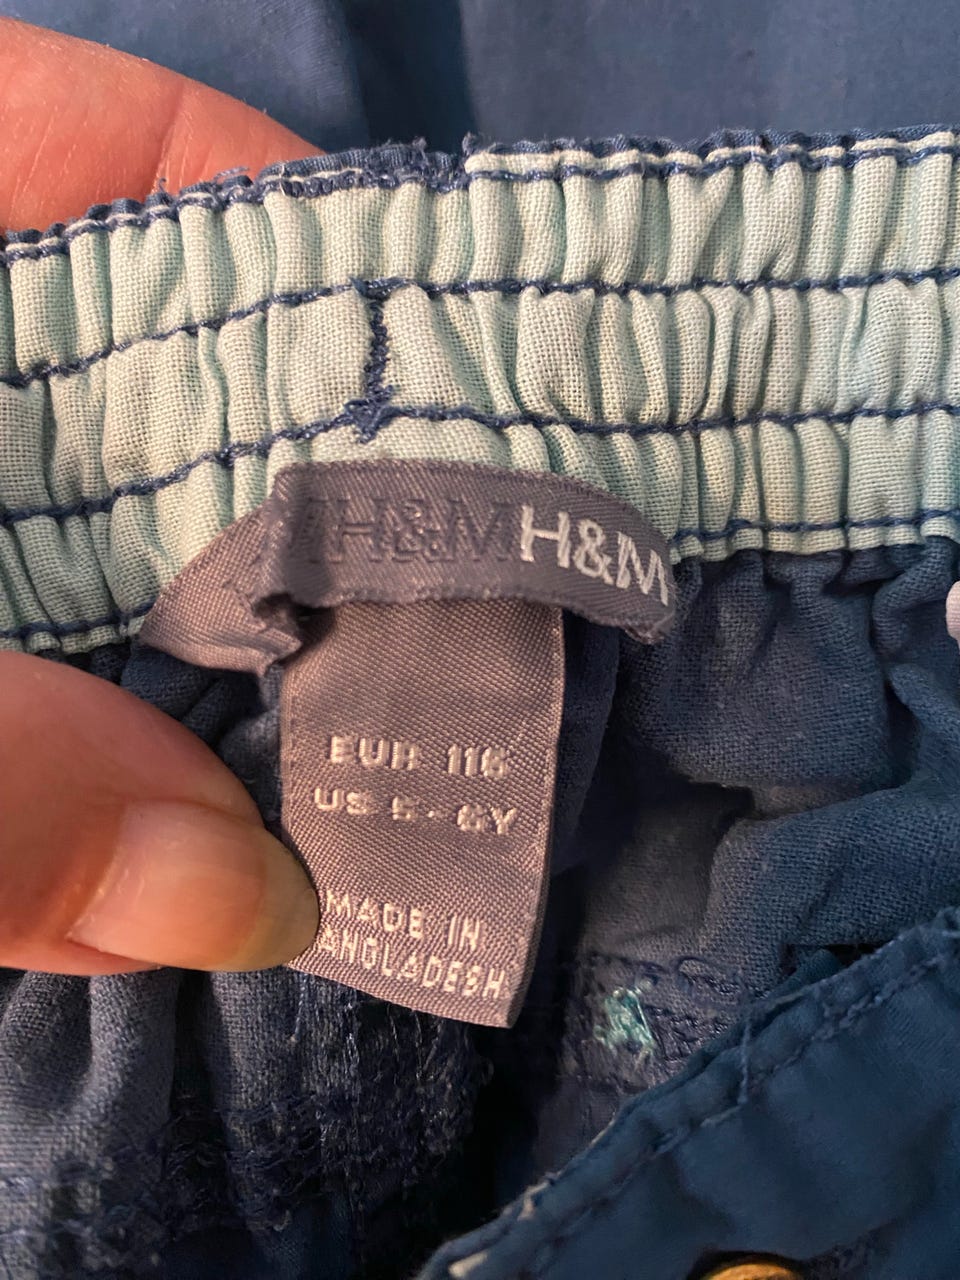 H&M H&M
EUR 116
US 5-6Y
MADE IN
BANGLADESH